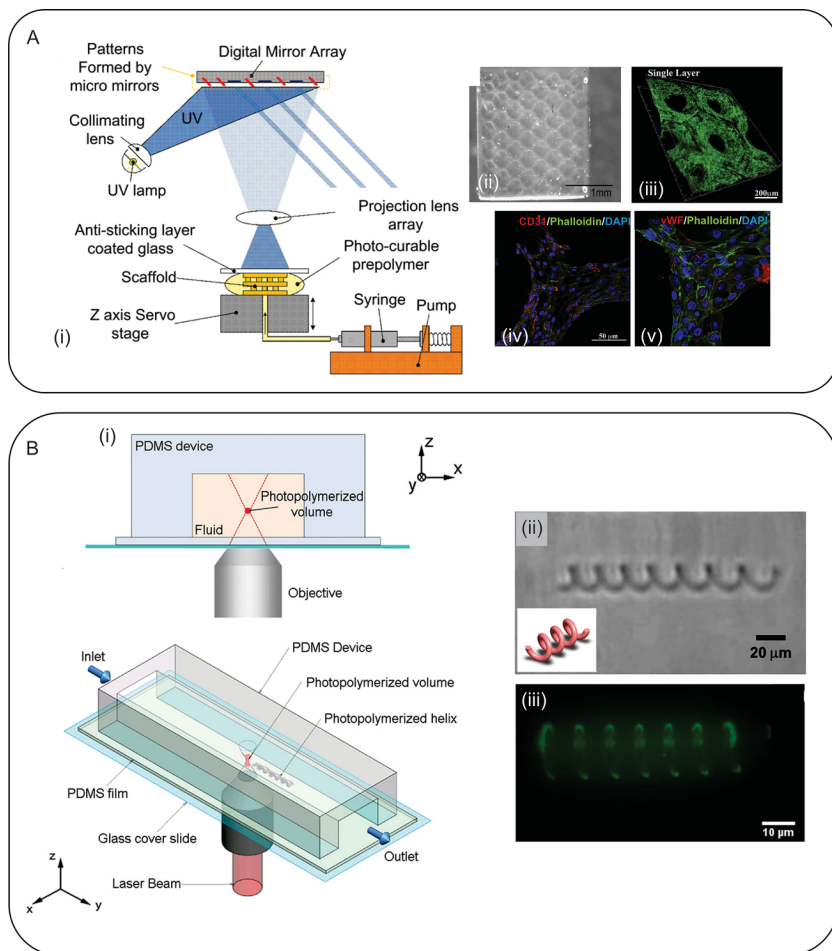 A
Patterns
Formed by
micro mirrors
Digital Mirror Array
UV
Collimating
lens
UV lamp
Projection lens
array
Anti-sticking layer
coated glass
Photo-curable
prepolymer
Scaffold
Z axis Servo
stage
Syringe
Pump
(i)
(ii)
1mm
Single Layer
(iii)
200μm
CD31/Phalloidin/DAPI
(iv)
50 μm
vWF/Phalloidin/DAPI
(v)
B
(i)
PDMS device
Photopolymerized
volume
Fluid
Objective
z
y
x
Inlet
PDMS Device
Photopolymerized volume
Photopolymerized helix
PDMS film
Glass cover slide
Outlet
Laser Beam
z
x
y
(ii)
20 μm
(iii)
10 μm